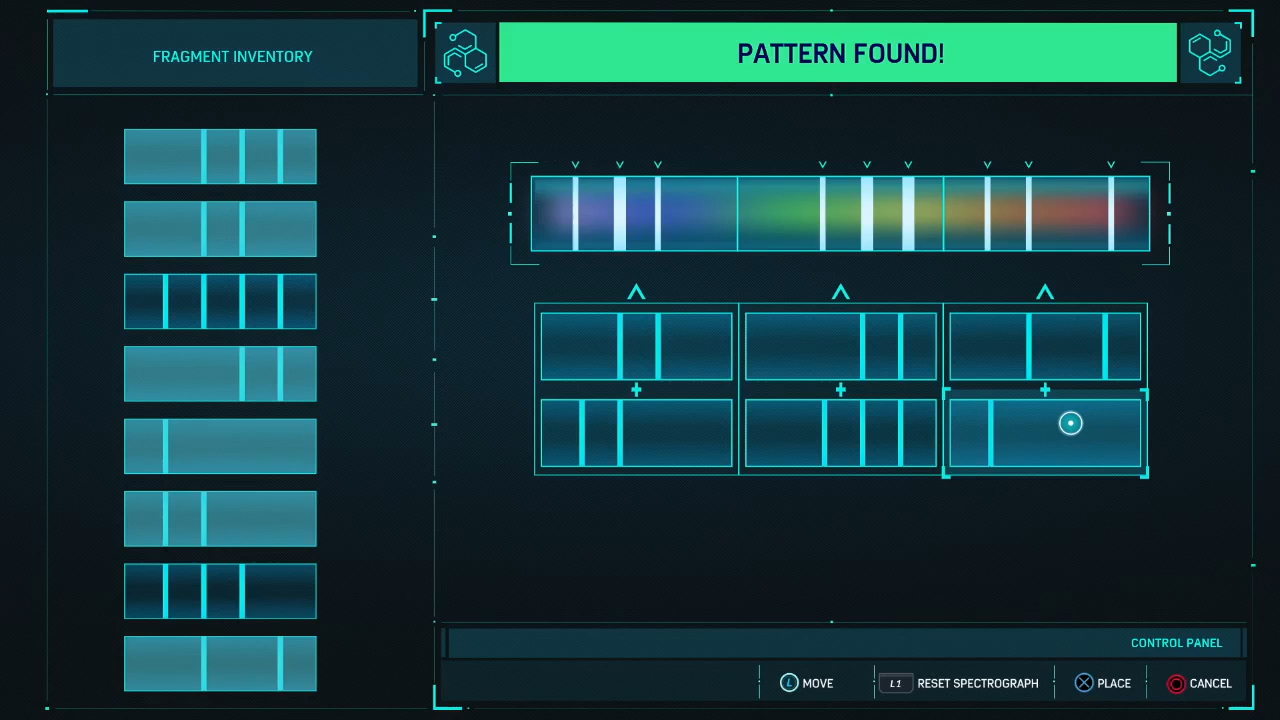 FRAGMENT INVENTORY
PATTERN FOUND!
CONTROL PANEL
L MOVE L1 RESET SPECTROGRAPH PLACE CANCEL